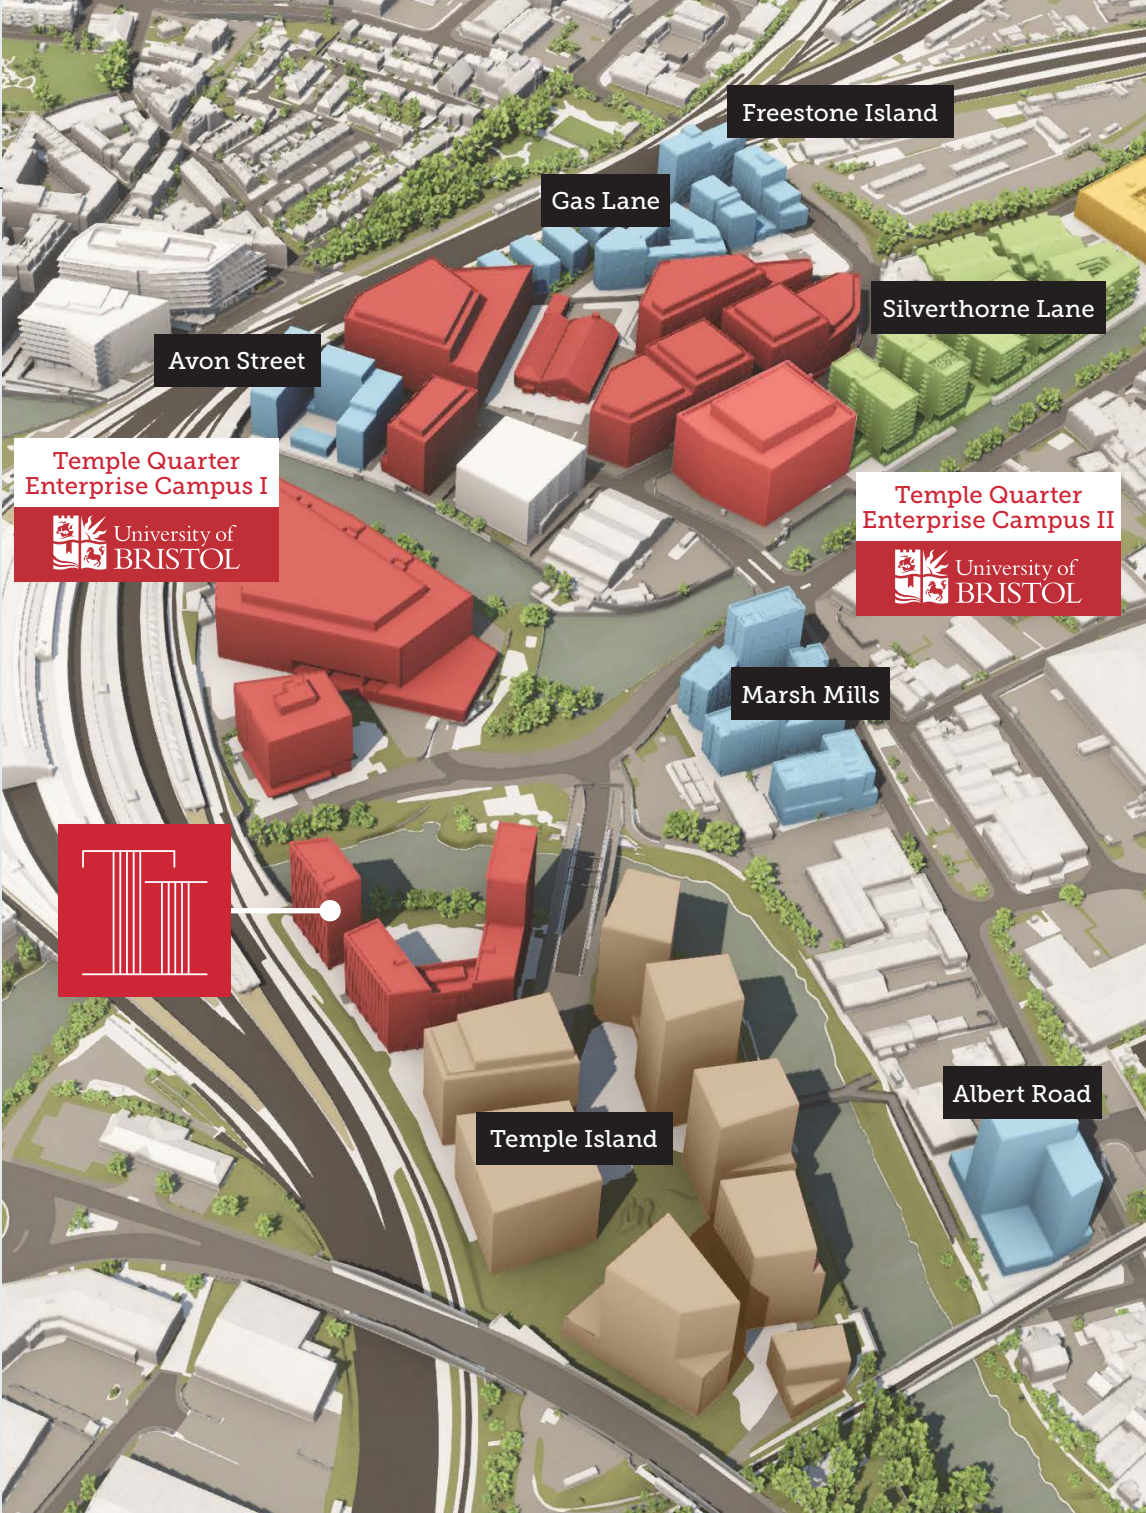 Freestone Island
Gas Lane
Silverthorne Lane
Avon Street
Temple Quarter
Enterprise Campus I
University of
BRISTOL
Temple Quarter
Enterprise Campus II
University of
BRISTOL
Marsh Mills
TT
Albert Road
Temple Island